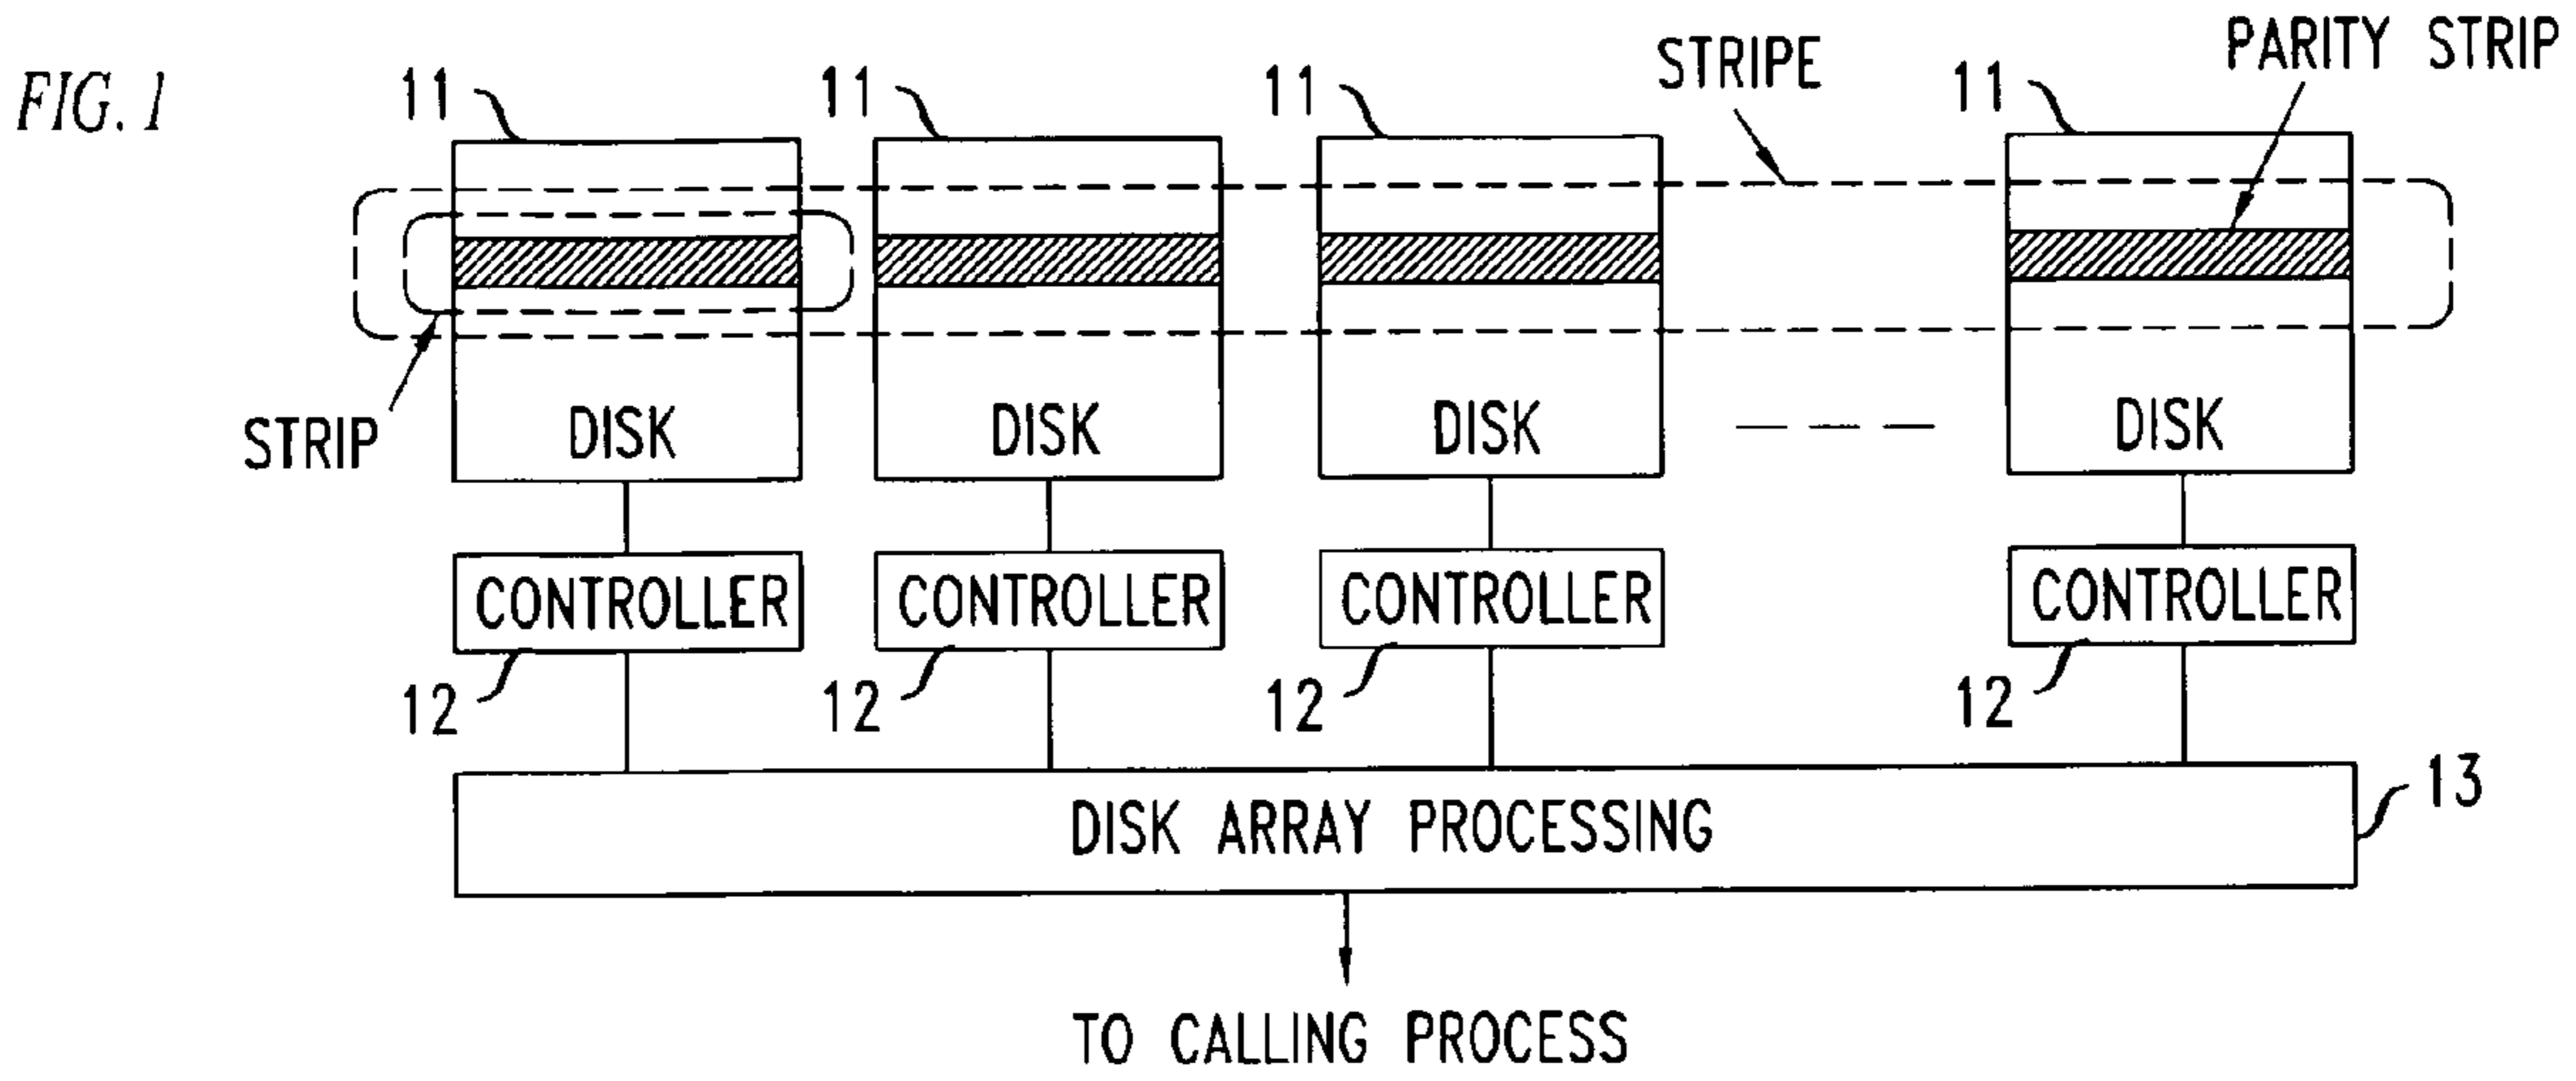 PARITY STRIP
STRIPE
FIG. 1
11 11 11 11
STRIP
DISK DISK DISK DISK
CONTROLLER CONTROLLER CONTROLLER CONTROLLER
12 12 12 12
13
DISK ARRAY PROCESSING
TO CALLING PROCESS